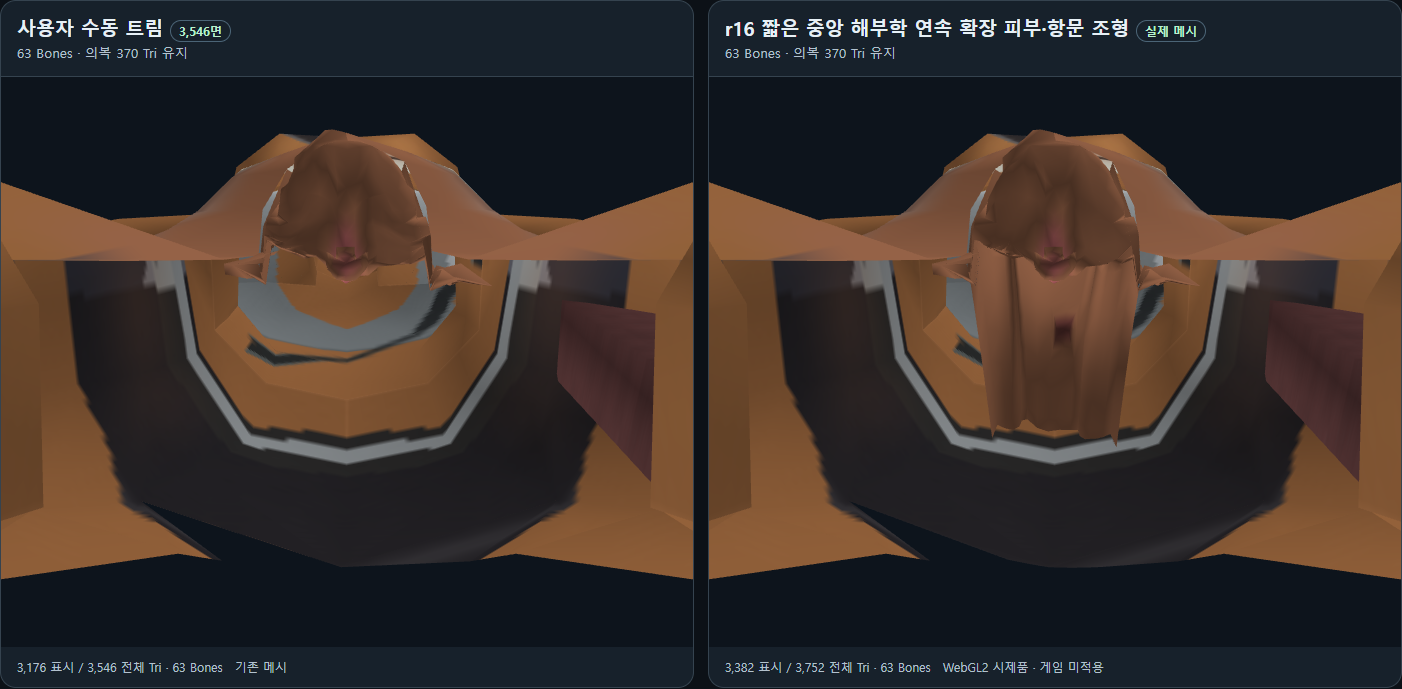 사용자 수동 트림 3,546면
63 Bones · 의복 370 Tri 유지
3,176 표시 / 3,546 전체 Tri · 63 Bones 기존 메시
r16 짧은 중앙 해부학 연속 확장 피부·항문 조형 실제 메시
63 Bones · 의복 370 Tri 유지
3,382 표시 / 3,752 전체 Tri · 63 Bones WebGL2 시제품 · 게임 미적용